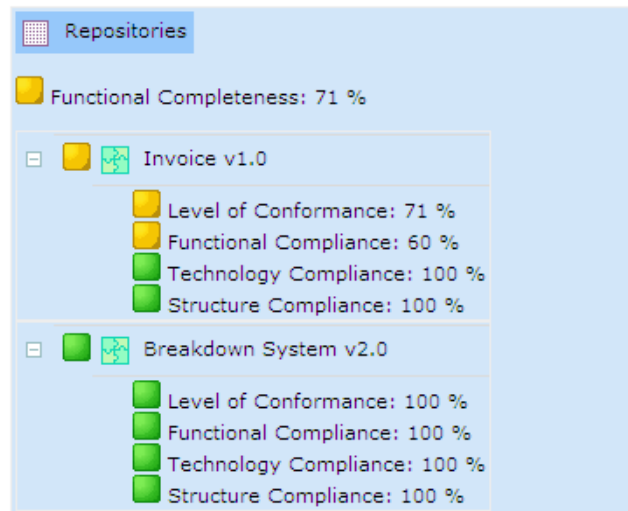 Repositories
Functional Completeness: 71 %
Invoice v1.0
Level of Conformance: 71 %
Functional Compliance: 60 %
Technology Compliance: 100 %
Structure Compliance: 100 %
Breakdown System v2.0
Level of Conformance: 100 %
Functional Compliance: 100 %
Technology Compliance: 100 %
Structure Compliance: 100 %